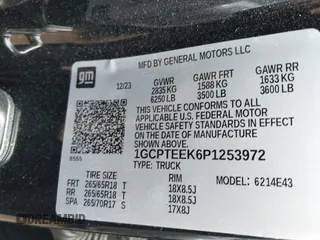 MFD BY GENERAL MOTORS LLC
gm
12/23 GVWR GAWR FRT GAWR RR
2835 KG 1588 KG 1633 KG
6250 LB 3500 LB 3600 LB
THIS VEHICLE CONFORMS TO ALL
APPLICABLE U.S. FEDERAL MOTOR
VEHICLE SAFETY AND THEFT
PREVENTION STANDARDS IN EFFECT ON
THE DATE OF MANUFACTURE SHOWN ABOVE.
1GCPTEEK6P1253972
TYPE: TRUCK
MODEL: 6214E43
TIRE SIZE RIM
FRT 265/65R18 T 18X8.5J
RR 265/65R18 T 18X8.5J
SPA 265/70R17 S 17X8J